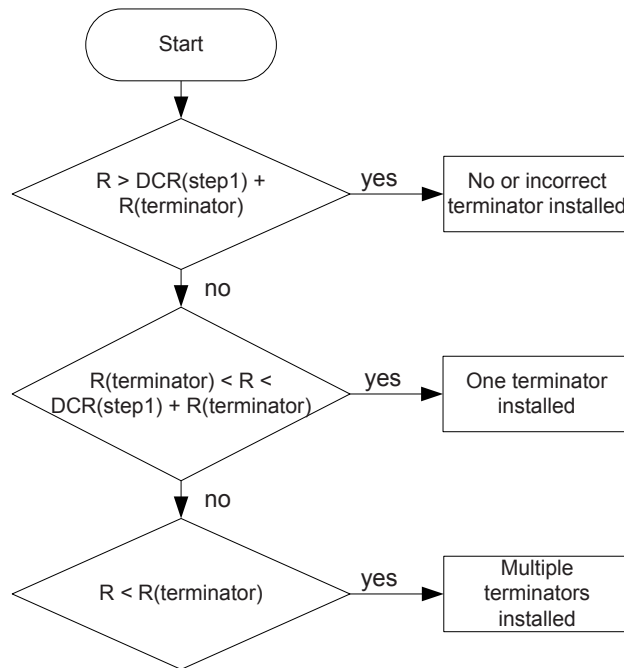 Start
R > DCR(step1) +
R(terminator)
yes
No or incorrect
terminator installed
no
R(terminator) < R <
DCR(step1) + R(terminator)
yes
One terminator
installed
no
R < R(terminator)
yes
Multiple
terminators
installed